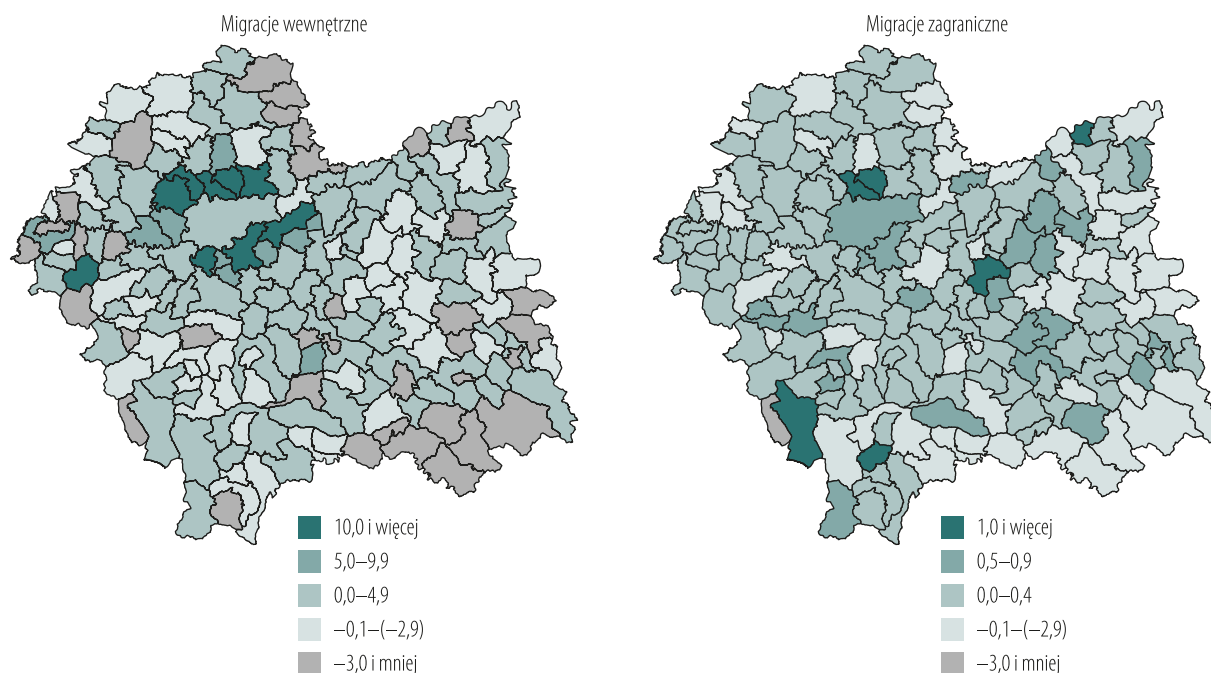 Migracje wewnętrzne
10,0 i więcej
5,0–9,9
0,0–4,9
–0,1–(–2,9)
–3,0 i mniej
Migracje zagraniczne
1,0 i więcej
0,5–0,9
0,0–0,4
–0,1–(–2,9)
–3,0 i mniej